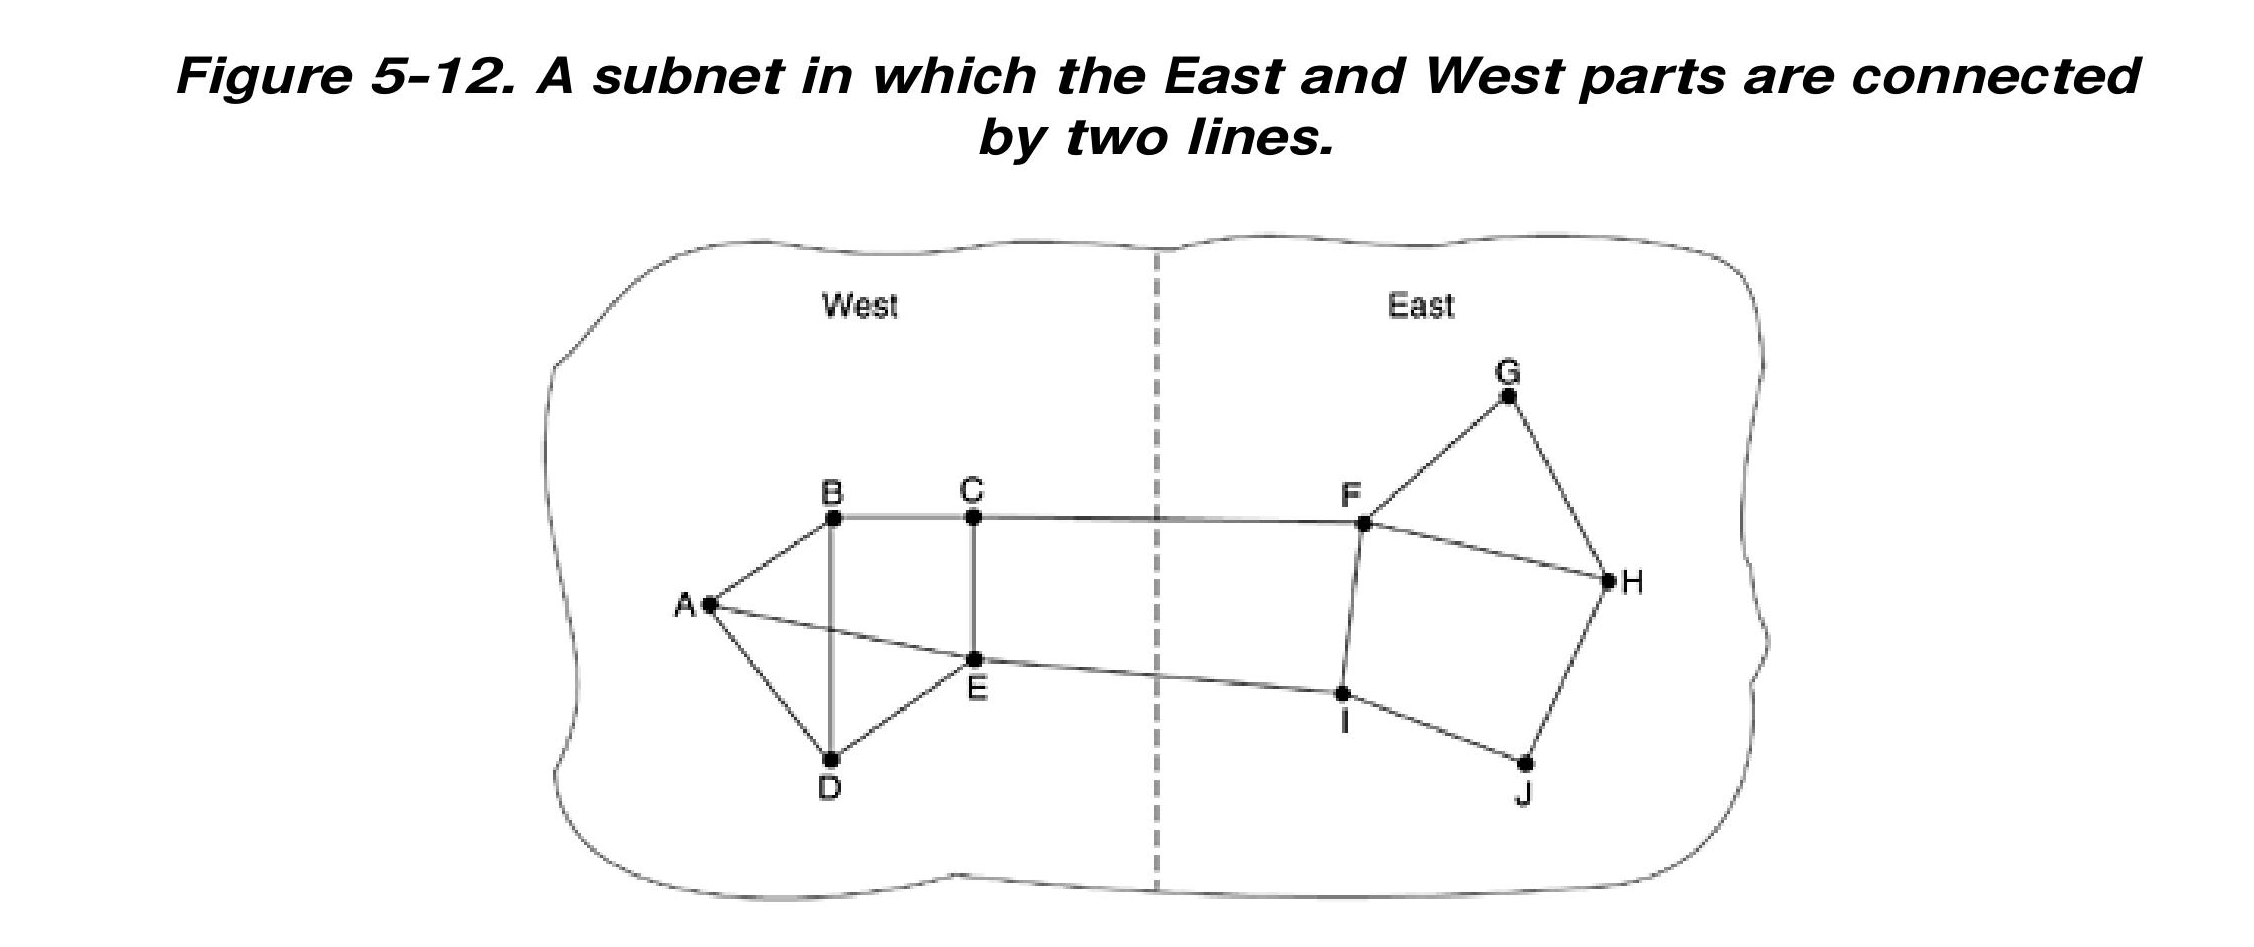 Figure 5-12. A subnet in which the East and West parts are connected
by two lines.
West
East
G
B
C
F
A
H
E
I
D
J